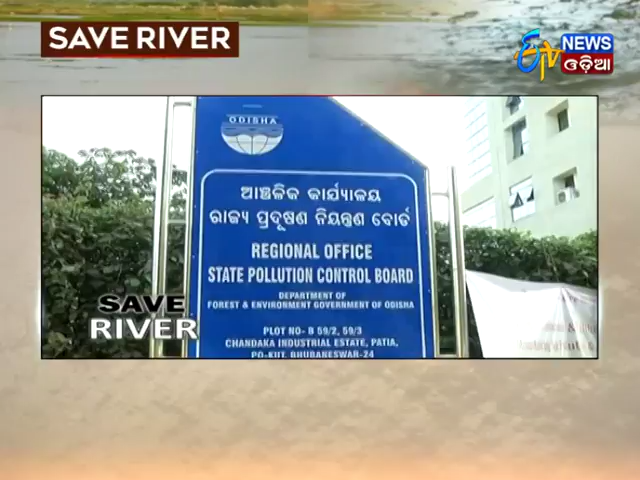 SAVE RIVER
etv NEWS
ଓଡ଼ିଆ
ODISHA
ଆଞ୍ଚଳିକ କାର୍ଯ୍ୟାଳୟ
ରାଜ୍ୟ ପ୍ରଦୂଷଣ ନିୟନ୍ତ୍ରଣ ବୋର୍ଡ
REGIONAL OFFICE
STATE POLLUTION CONTROL BOARD
DEPARTMENT OF
FOREST & ENVIRONMENT GOVERNMENT OF ODISHA
PLOT NO- B 59/2, 59/3
CHANDAKA INDUSTRIAL ESTATE, PATIA,
PO-KIIT, BHUBANESWAR-24
SAVE
RIVER